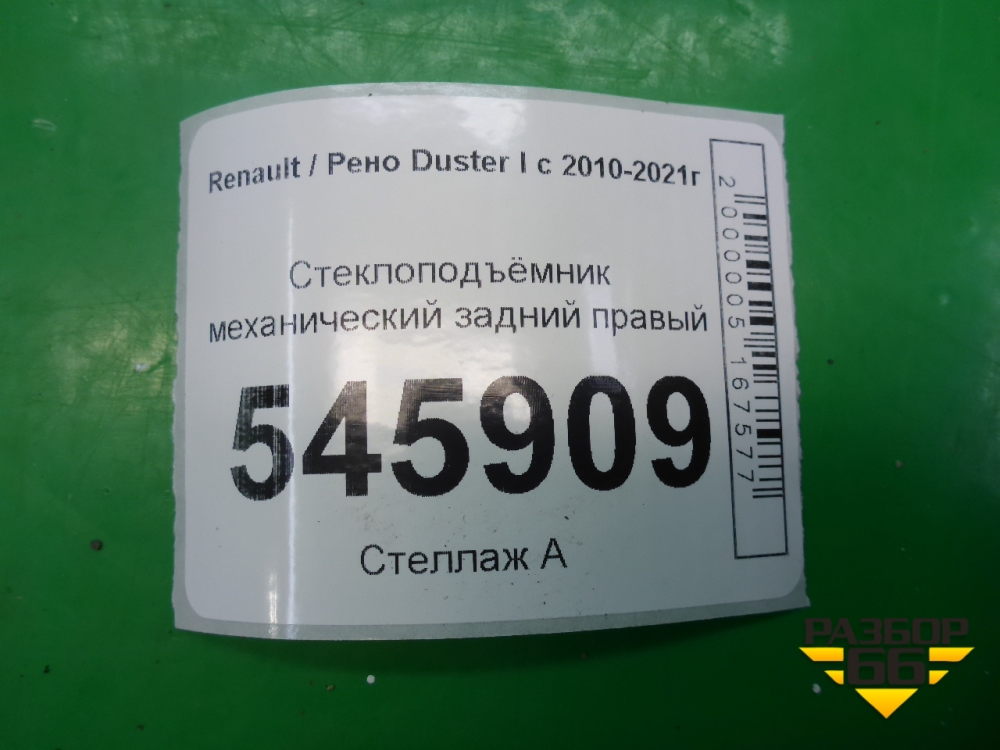 Renault / Рено Duster I с 2010-2021г
Стеклоподъёмник
механический задний правый
545909
Стеллаж А
2000005167577
РАЗБОР
66